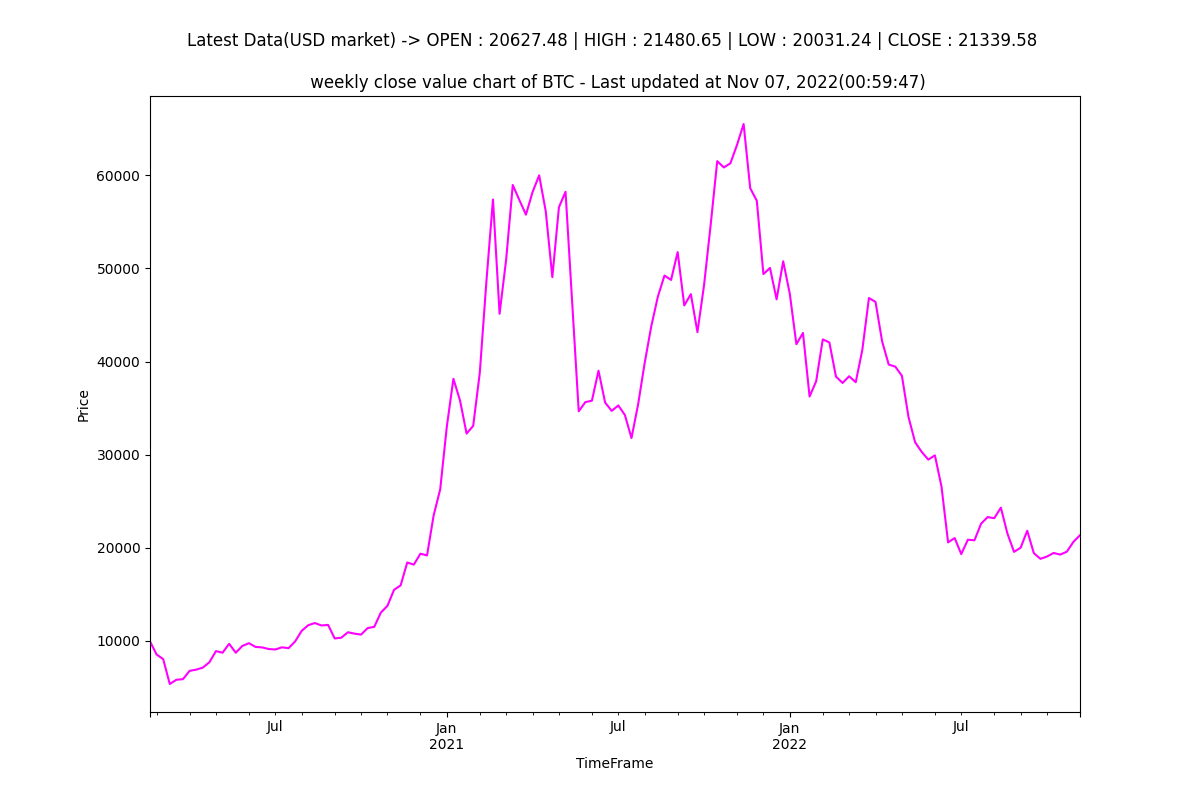 Latest Data(USD market) -> OPEN : 20627.48 | HIGH : 21480.65 | LOW : 20031.24 | CLOSE : 21339.58
weekly close value chart of BTC - Last updated at Nov 07, 2022(00:59:47)
60000
50000
40000
30000
20000
10000
Price
Jul
Jan
2021
Jul
Jan
2022
Jul
TimeFrame